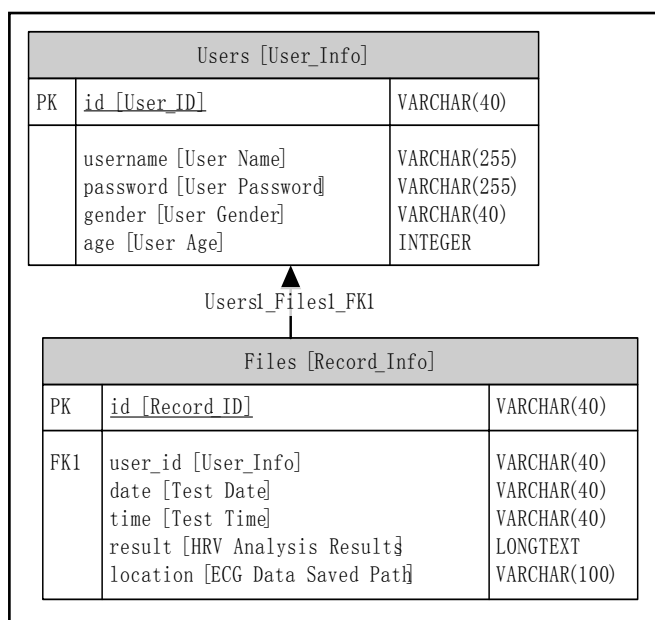 Users [User_Info]
PK id [User_ID] VARCHAR(40)
username [User Name] VARCHAR(255)
password [User Password] VARCHAR(255)
gender [User Gender] VARCHAR(40)
age [User Age] INTEGER
Users1_Files1_FK1
Files [Record_Info]
PK id [Record_ID] VARCHAR(40)
FK1 user_id [User_Info] VARCHAR(40)
date [Test Date] VARCHAR(40)
time [Test Time] VARCHAR(40)
result [HRV Analysis Results] LONGTEXT
location [ECG Data Saved Path] VARCHAR(100)